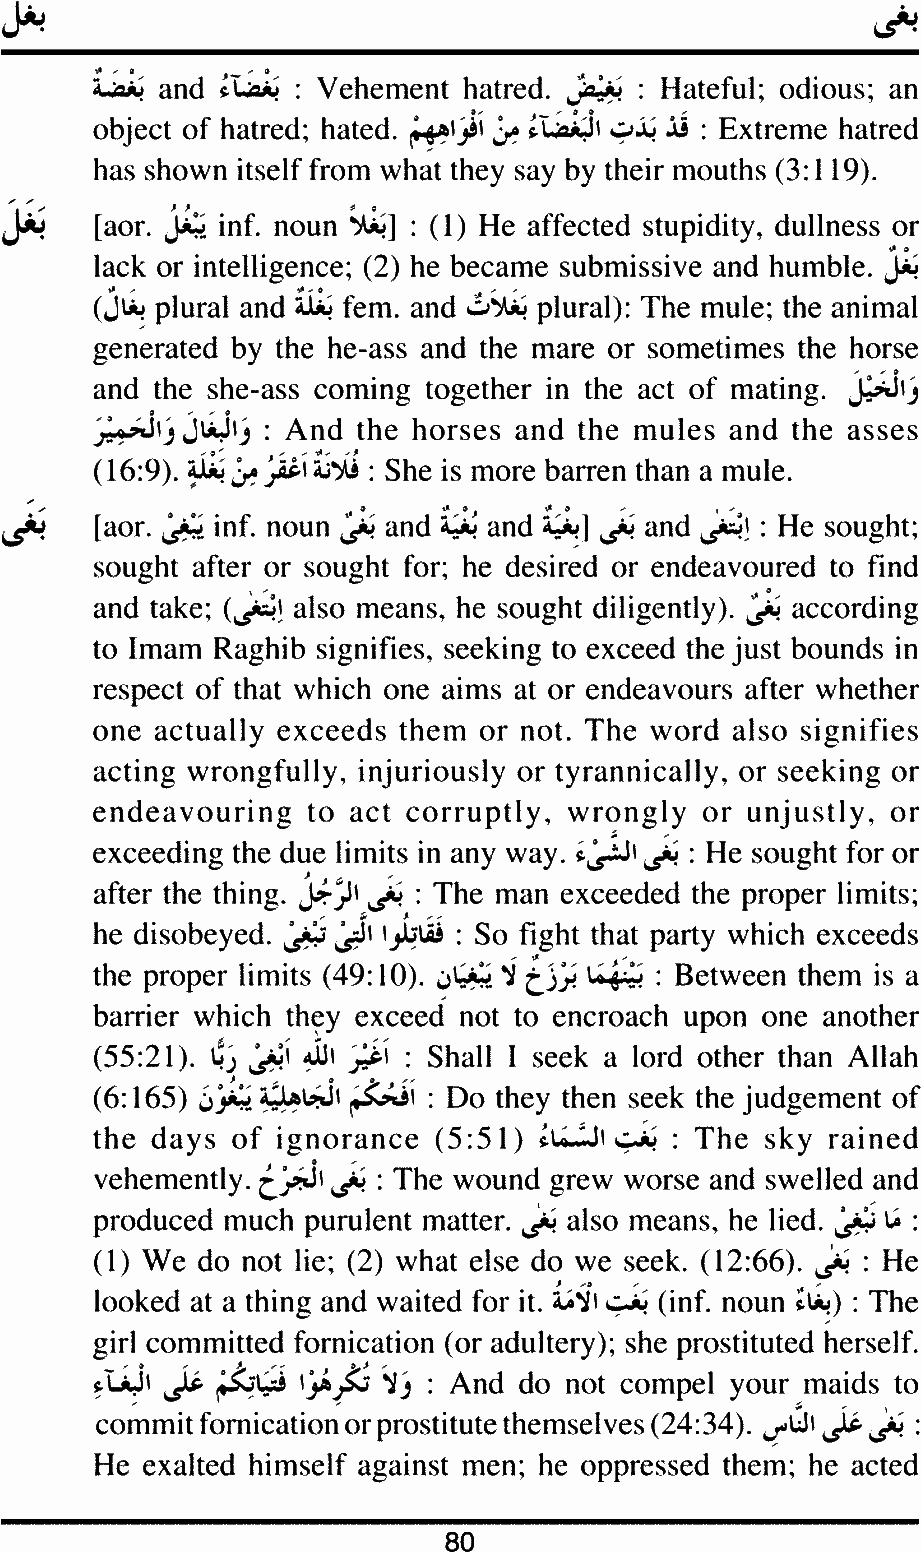 بغل بغی
بَغْضَةٌ and بَغْضَآءُ : Vehement hatred. بَغِيْضٌ : Hateful; odious; an
object of hatred; hated. قَدْ بَدَتِ الْبَغْضَآءُ مِنْ اَفْوَاهِهِمْ : Extreme hatred
has shown itself from what they say by their mouths (3:119).
بَغَلَ [aor. يَبْغَلُ inf. noun بَغْلاً] : (1) He affected stupidity, dullness or
lack or intelligence; (2) he became submissive and humble. بَغْلٌ
(بِغَالٌ plural and بَغْلَةٌ fem. and بَغْلاَتٌ plural): The mule; the animal
generated by the he-ass and the mare or sometimes the horse
and the she-ass coming together in the act of mating. وَالْخَيْلَ
وَالْبِغَالَ وَالْحَمِيْرَ : And the horses and the mules and the asses
(16:9). فُلَانَةٌ اَعْقَرُ مِنْ بَغْلَةٍ : She is more barren than a mule.
بَغٰى [aor. يَبْغِىْ inf. noun بَغْىٌ and بُغْيَةٌ and بِغْيَةٌ] بَغٰى and اِبْتَغٰى : He sought;
sought after or sought for; he desired or endeavoured to find
and take; (اِبْتَغٰى also means, he sought diligently). بَغْىٌ according
to Imam Raghib signifies, seeking to exceed the just bounds in
respect of that which one aims at or endeavours after whether
one actually exceeds them or not. The word also signifies
acting wrongfully, injuriously or tyrannically, or seeking or
endeavouring to act corruptly, wrongly or unjustly, or
exceeding the due limits in any way. بَغَى الشَّىْءَ : He sought for or
after the thing. بَغَى الرَّجُلُ : The man exceeded the proper limits;
he disobeyed. فَقَاتِلُوا الَّتِىْ تَبْغِىْ : So fight that party which exceeds
the proper limits (49:10). بَيْنَهُمَا بَرْزَخٌ لَا يَبْغِيَانِ : Between them is a
barrier which they exceed not to encroach upon one another
(55:21). اَغَيْرَ اللّٰهِ اَبْغِىْ رَبًّا : Shall I seek a lord other than Allah
(6:165) اَفَحُكْمَ الْجَاهِلِيَّةِ يَبْغُوْنَ : Do they then seek the judgement of
the days of ignorance (5:51) بَغَتِ السَّمَاءُ : The sky rained
vehemently. بَغَى الْجَرْحُ : The wound grew worse and swelled and
produced much purulent matter. بَغٰى also means, he lied. مَا نَبْغِىْ :
(1) We do not lie; (2) what else do we seek. (12:66). بَغٰى : He
looked at a thing and waited for it. بَغَتِ الْاَمَةُ (inf. noun بِغَاءٌ) : The
girl committed fornication (or adultery); she prostituted herself.
وَلاَ تُكْرِهُوْا فَتَيَاتِكُمْ عَلَى الْبِغَآءِ : And do not compel your maids to
commit fornication or prostitute themselves (24:34). بَغٰى عَلَى النَّاسِ :
He exalted himself against men; he oppressed them; he acted
80